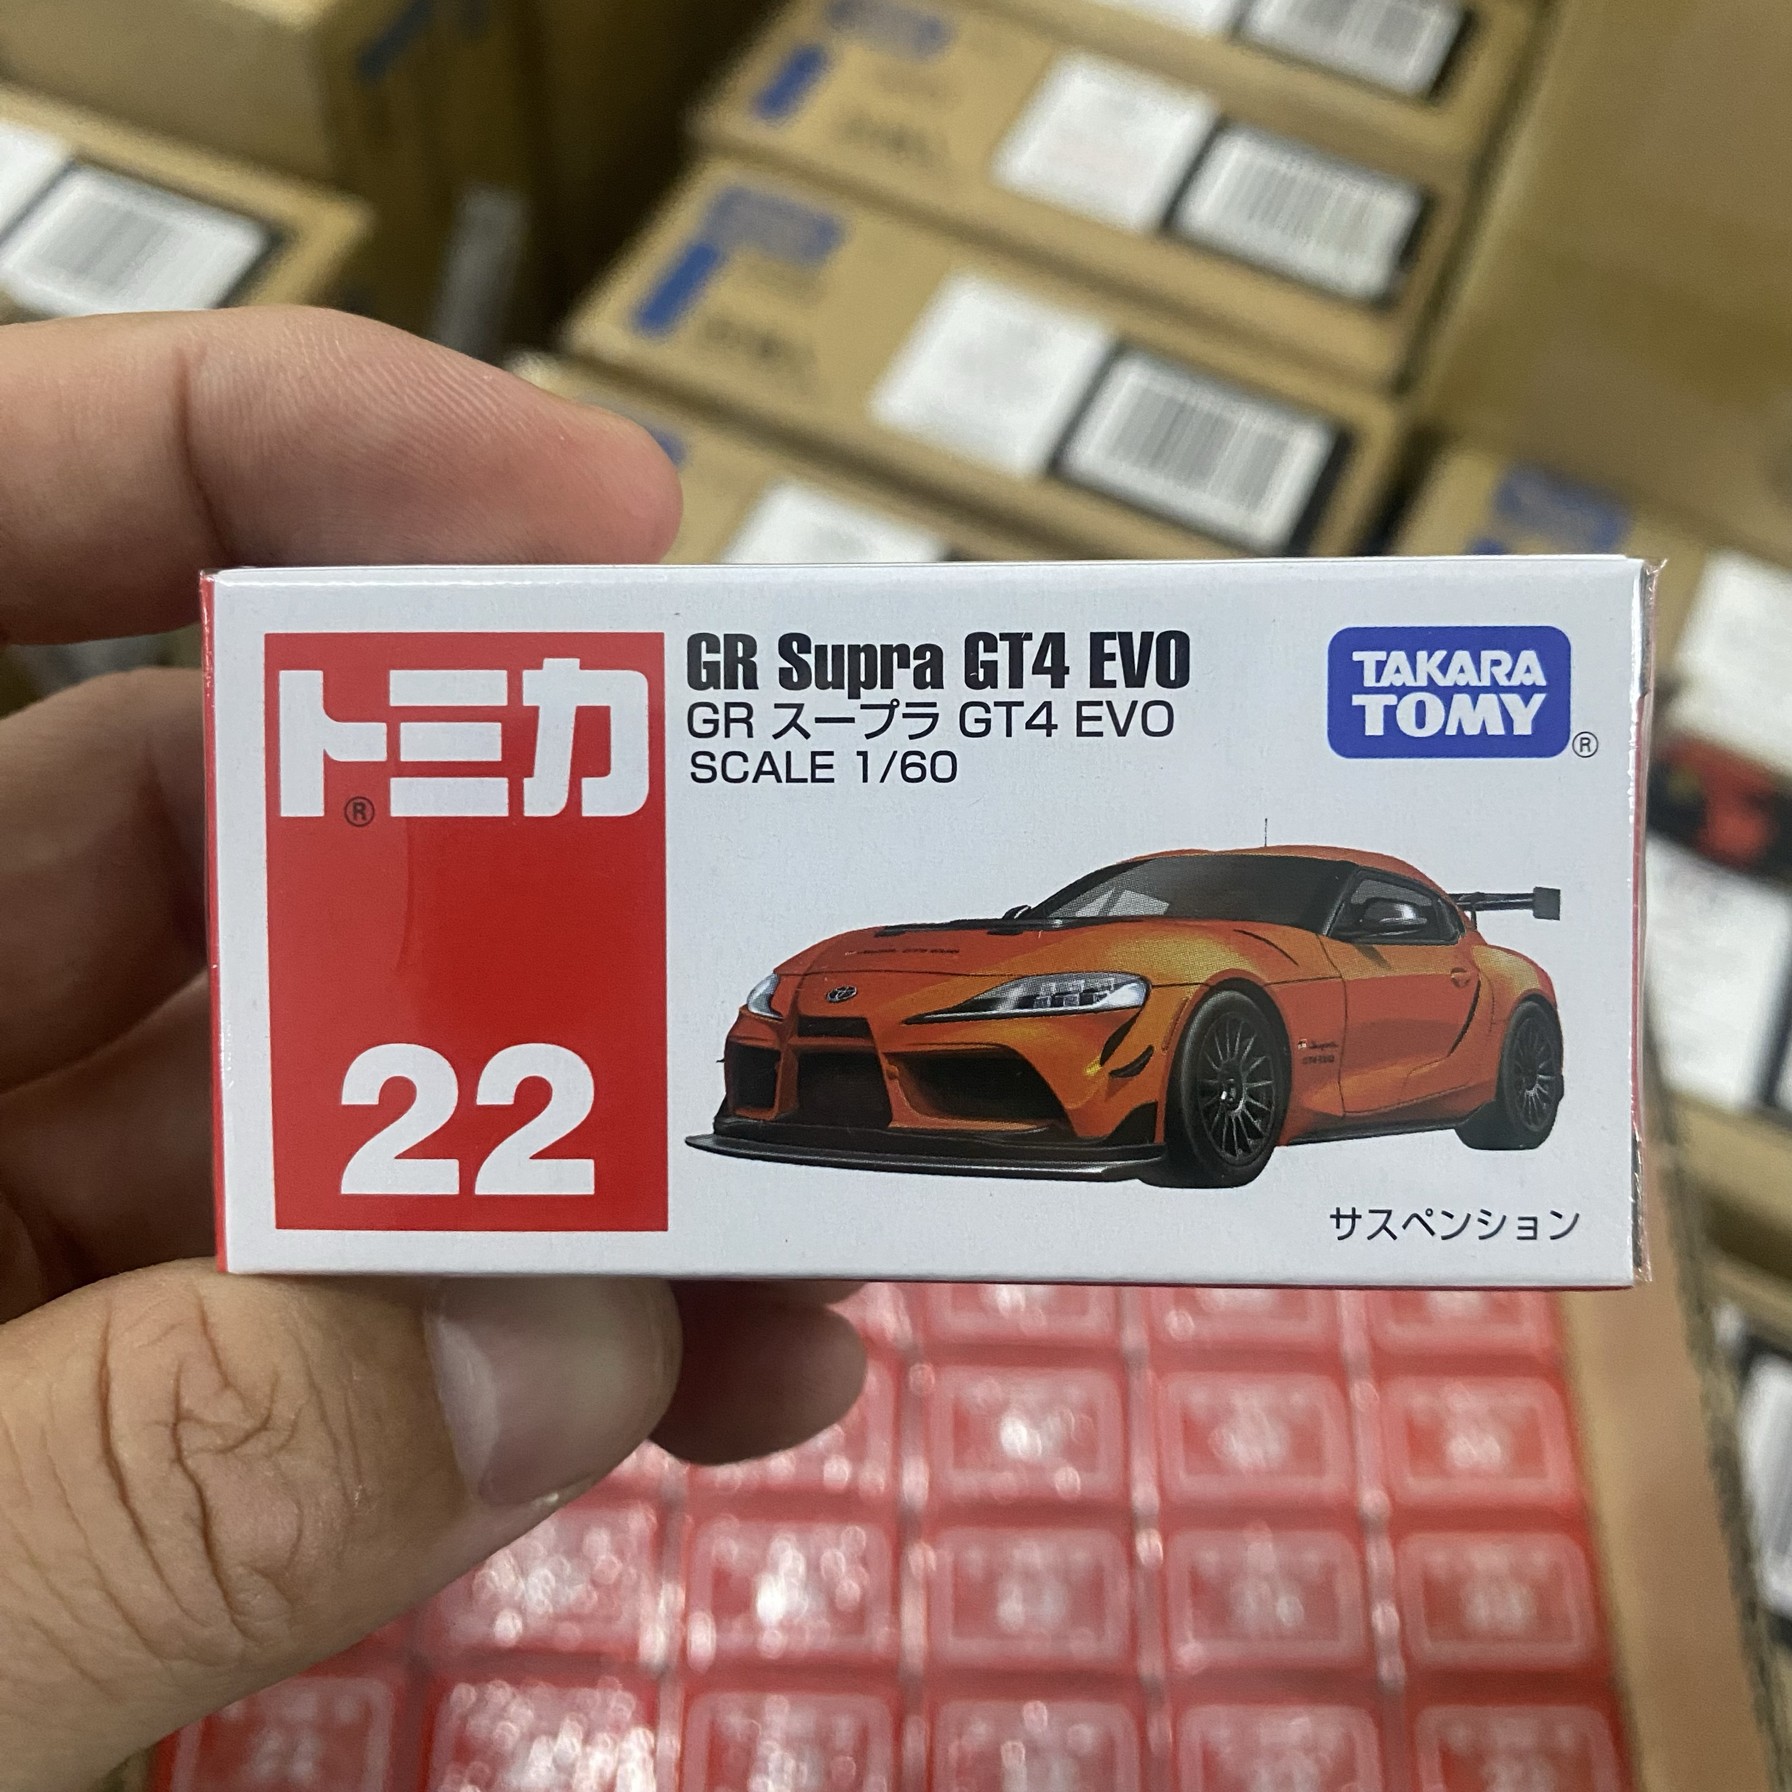 トミカ
®
22
GR Supra GT4 EVO
GR スープラ GT4 EVO
SCALE 1/60
TAKARA
TOMY
®
サスペンション